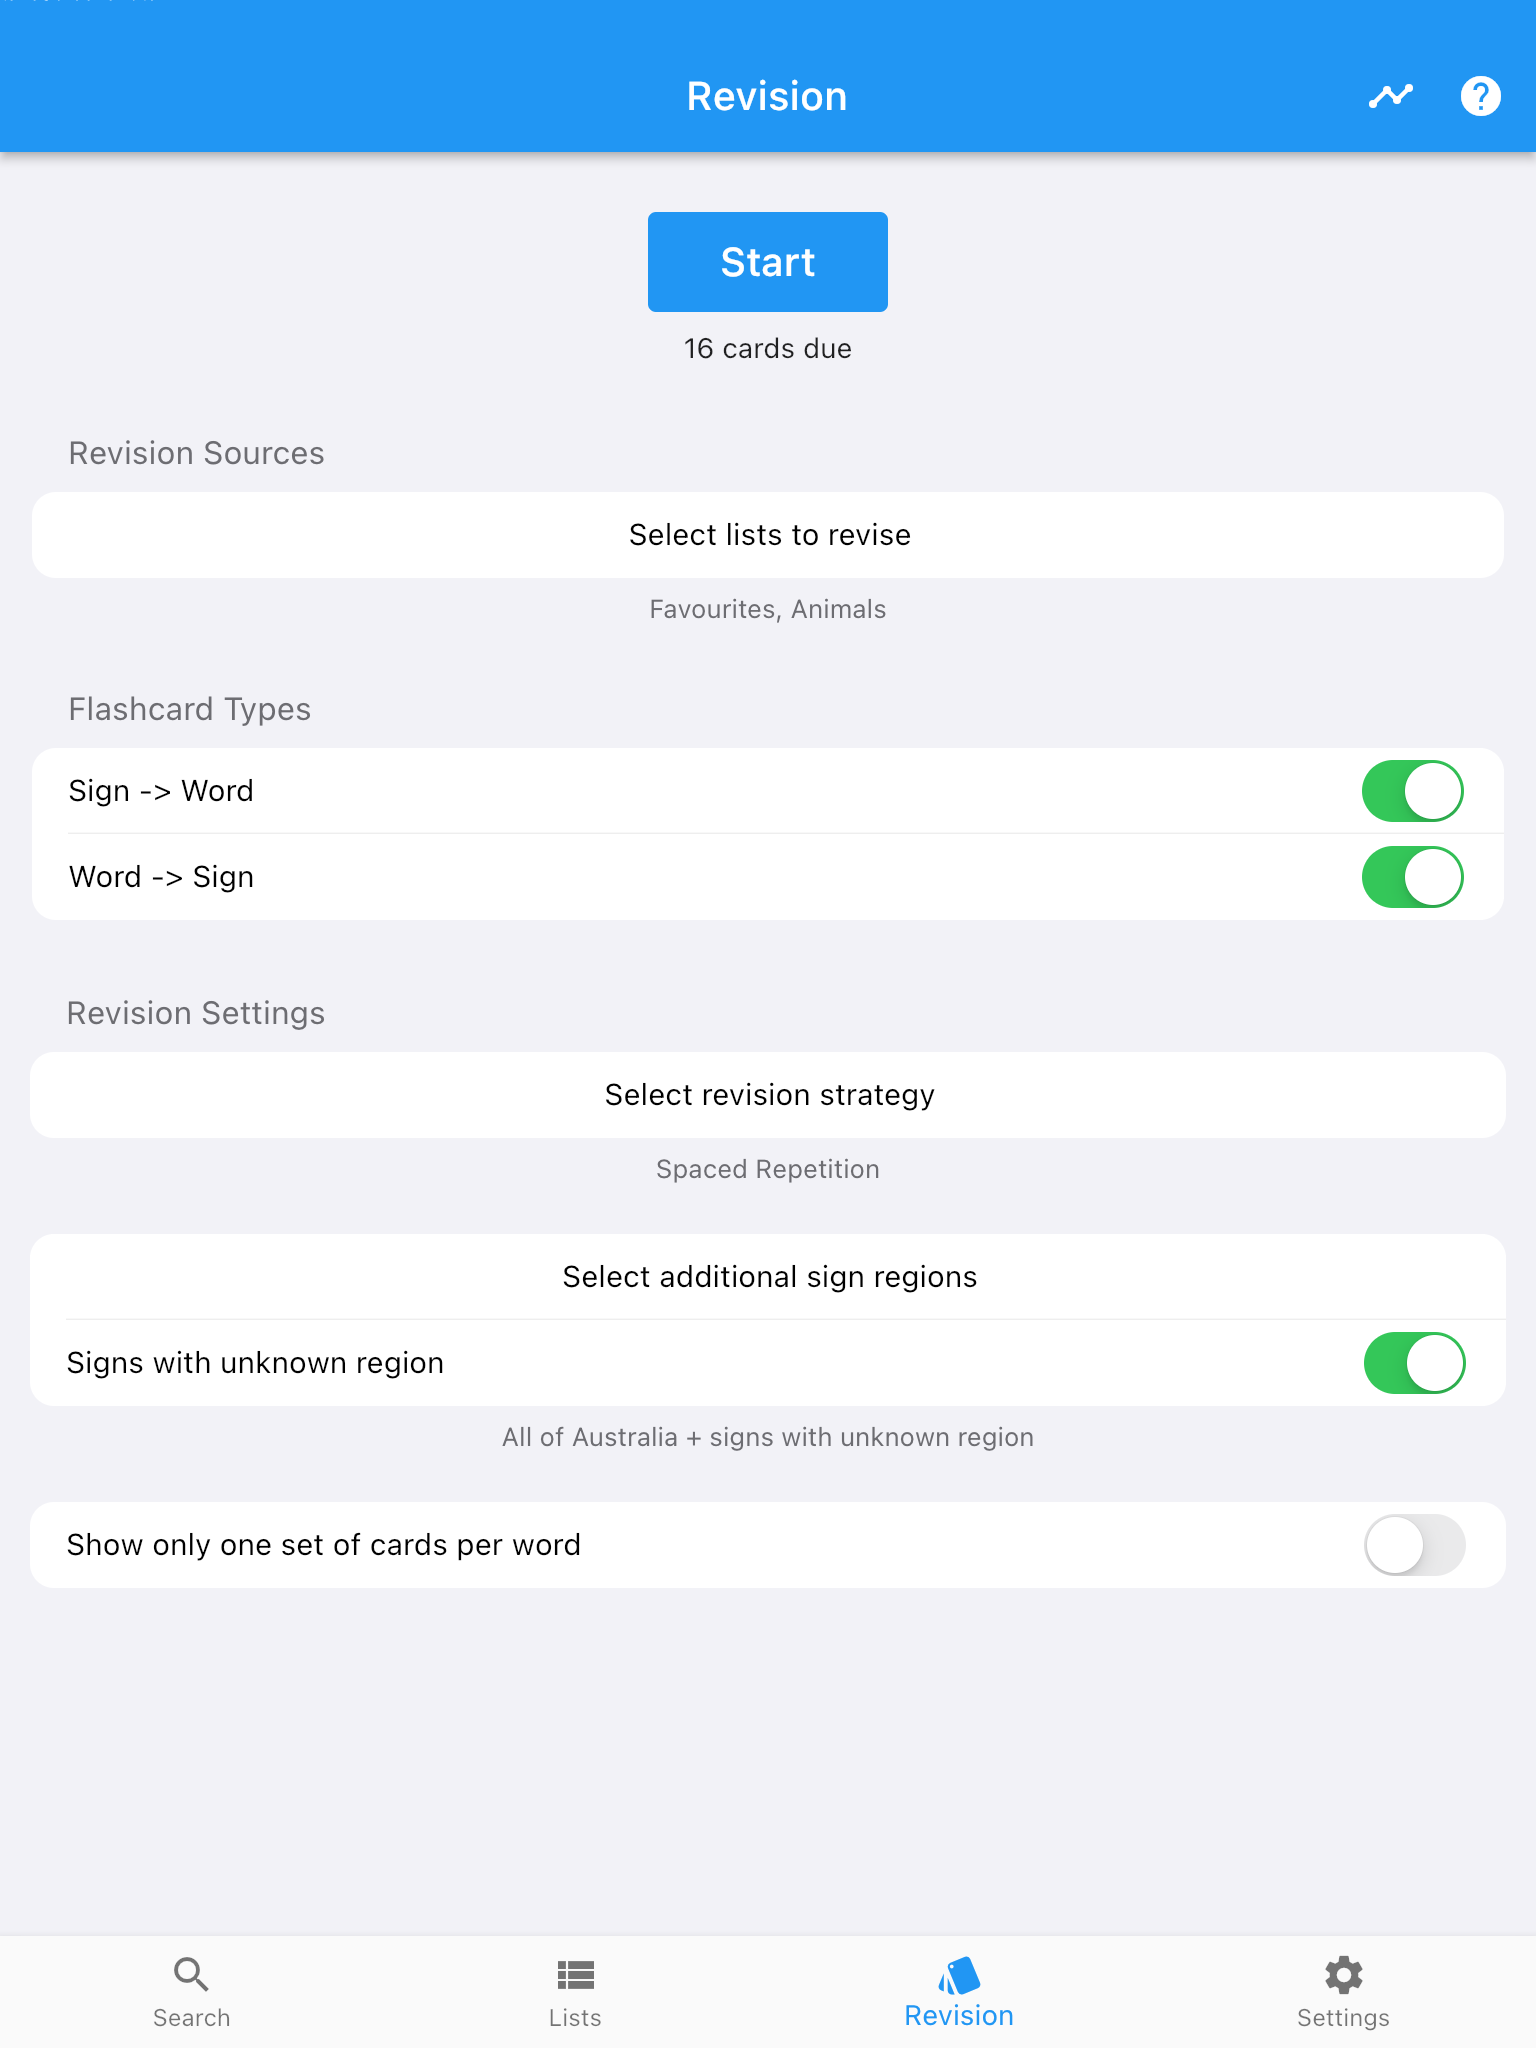 Revision
Start
16 cards due
Revision Sources
Select lists to revise
Favourites, Animals
Flashcard Types
Sign -> Word
Word -> Sign
Revision Settings
Select revision strategy
Spaced Repetition
Select additional sign regions
Signs with unknown region
All of Australia + signs with unknown region
Show only one set of cards per word
Search
Lists
Revision
Settings